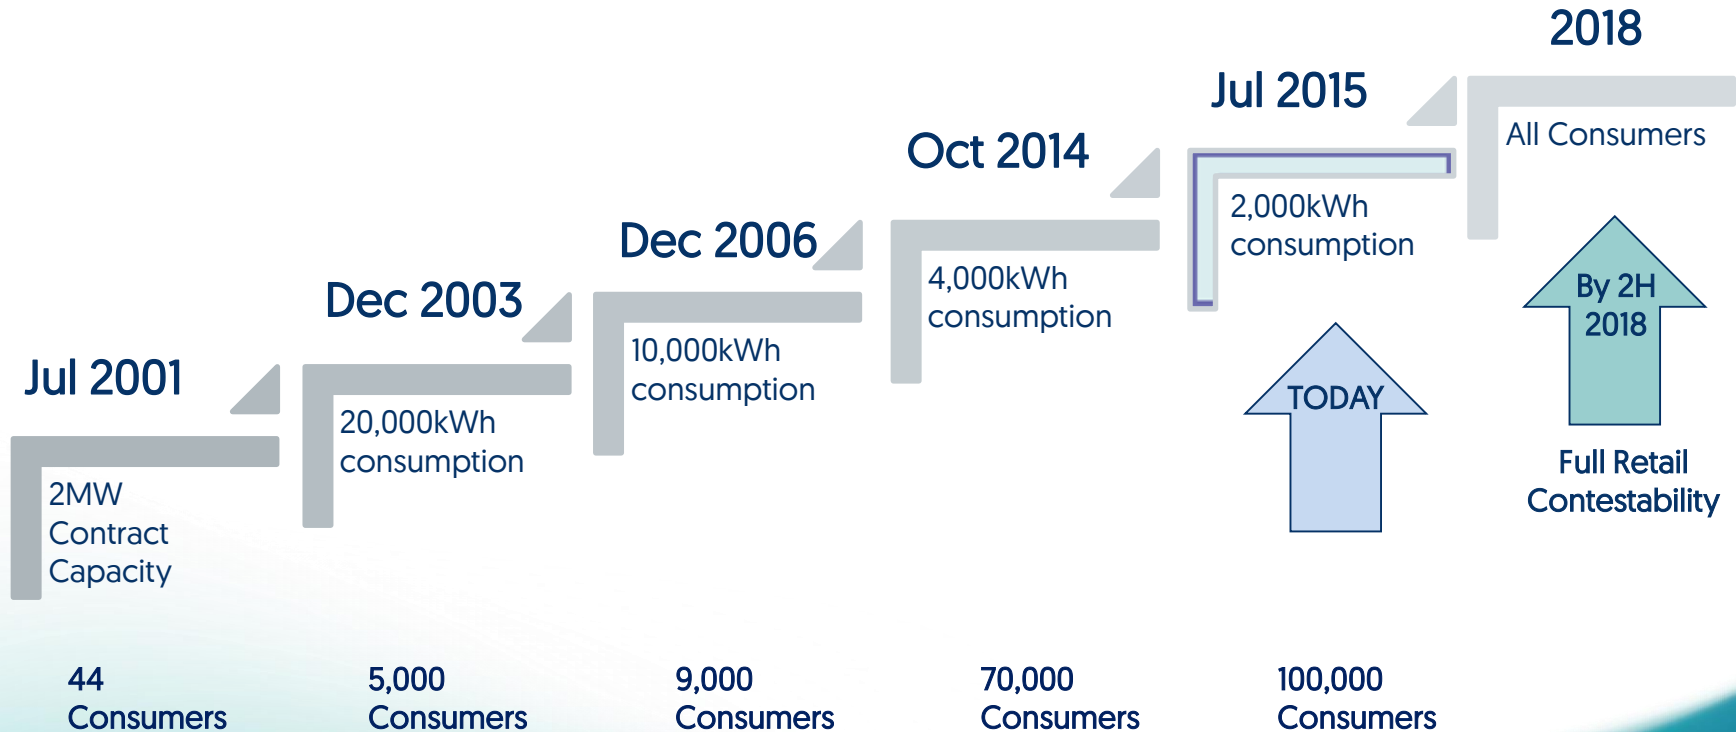 Jul 2001
2MW
Contract
Capacity
44
Consumers
Dec 2003
20,000kWh
consumption
5,000
Consumers
Dec 2006
10,000kWh
consumption
9,000
Consumers
Oct 2014
4,000kWh
consumption
70,000
Consumers
Jul 2015
2,000kWh
consumption
TODAY
100,000
Consumers
2018
All Consumers
By 2H
2018
Full Retail
Contestability